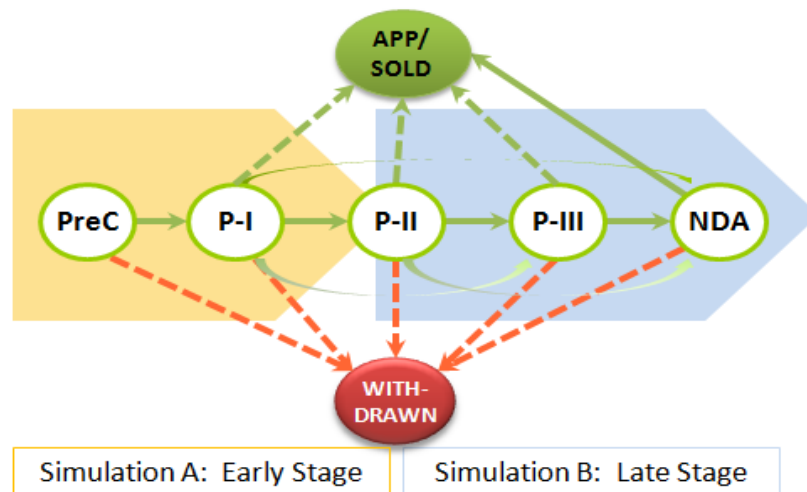 APP/
SOLD
PreC
P-I
P-II
P-III
NDA
WITH-
DRAWN
Simulation A:  Early Stage
Simulation B:  Late Stage